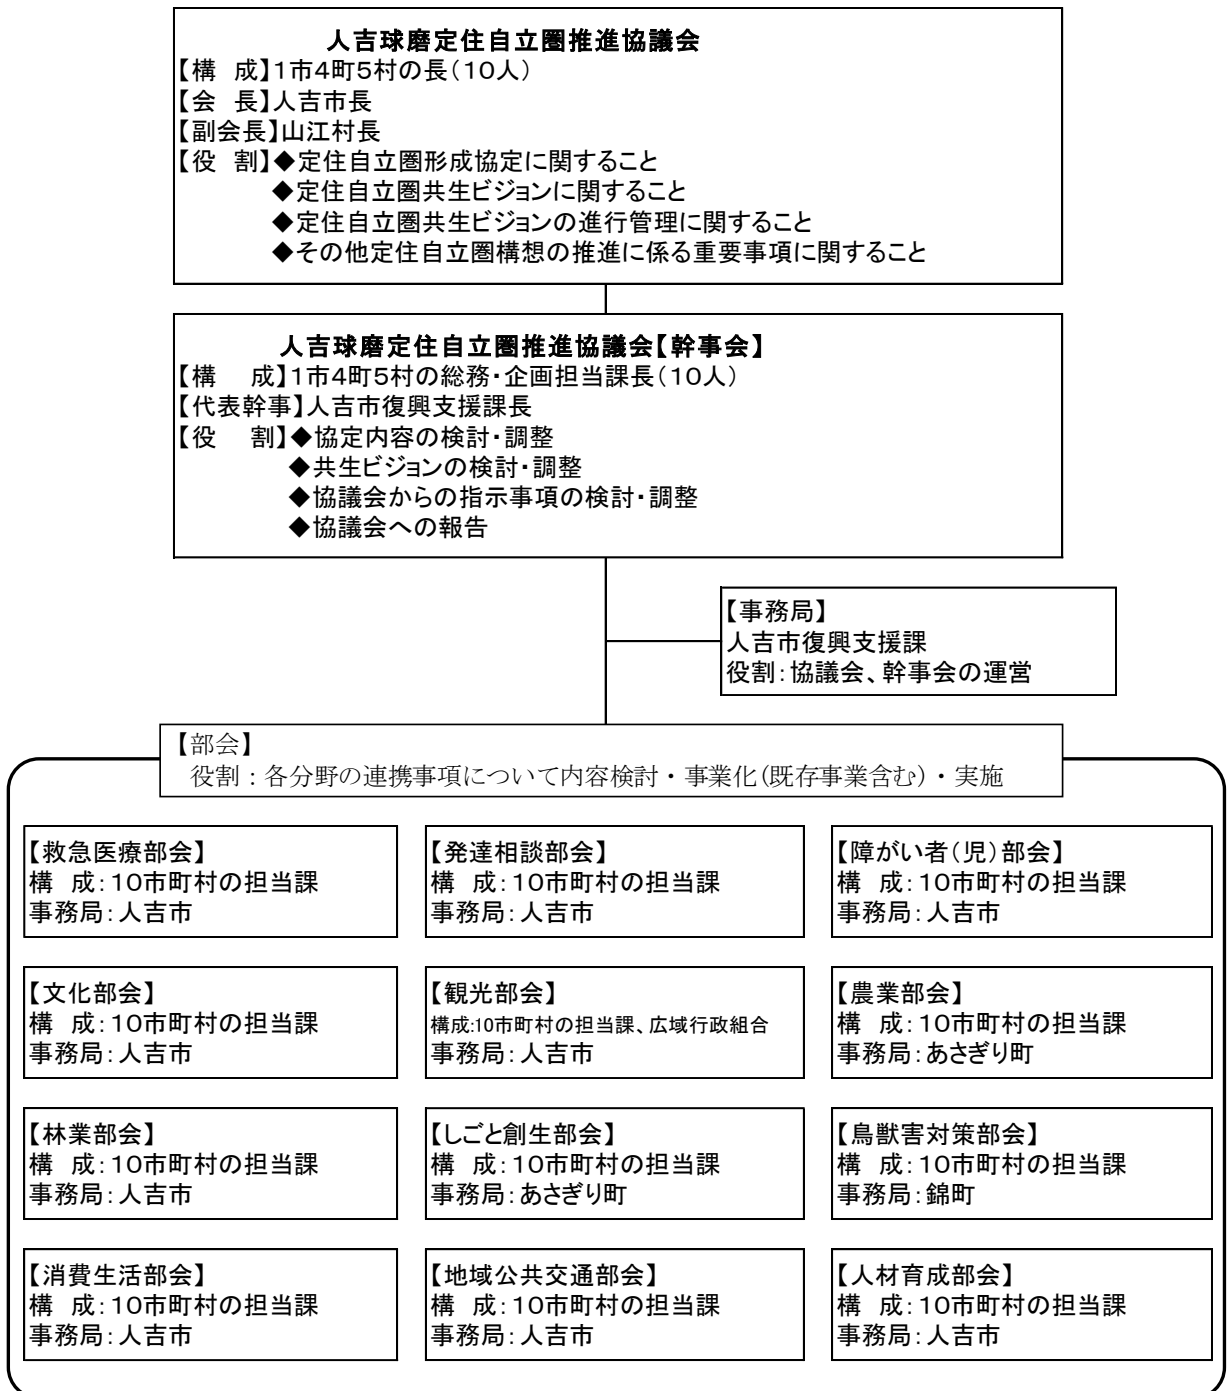 人吉球磨定住自立圏推進協議会
【構　成】1市4町5村の長（10人）
【会　長】人吉市長
【副会長】山江村長
【役　割】◆定住自立圏形成協定に関すること
◆定住自立圏共生ビジョンに関すること
◆定住自立圏共生ビジョンの進行管理に関すること
◆その他定住自立圏構想の推進に係る重要事項に関すること
人吉球磨定住自立圏推進協議会【幹事会】
【構　　成】1市4町5村の総務・企画担当課長（10人）
【代表幹事】人吉市復興支援課長
【役　　割】◆協定内容の検討・調整
◆共生ビジョンの検討・調整
◆協議会からの指示事項の検討・調整
◆協議会への報告
【事務局】
人吉市復興支援課
役割：協議会、幹事会の運営
【部会】
役割：各分野の連携事項について内容検討・事業化(既存事業含む)・実施
【救急医療部会】
構　成：10市町村の担当課
事務局：人吉市
【発達相談部会】
構　成：10市町村の担当課
事務局：人吉市
【障がい者（児）部会】
構　成：10市町村の担当課
事務局：人吉市
【文化部会】
構　成：10市町村の担当課
事務局：人吉市
【観光部会】
構成:10市町村の担当課、広域行政組合
事務局：人吉市
【農業部会】
構　成：10市町村の担当課
事務局：あさぎり町
【林業部会】
構　成：10市町村の担当課
事務局：人吉市
【しごと創生部会】
構　成：10市町村の担当課
事務局：あさぎり町
【鳥獣害対策部会】
構　成：10市町村の担当課
事務局：錦町
【消費生活部会】
構　成：10市町村の担当課
事務局：人吉市
【地域公共交通部会】
構　成：10市町村の担当課
事務局：人吉市
【人材育成部会】
構　成：10市町村の担当課
事務局：人吉市